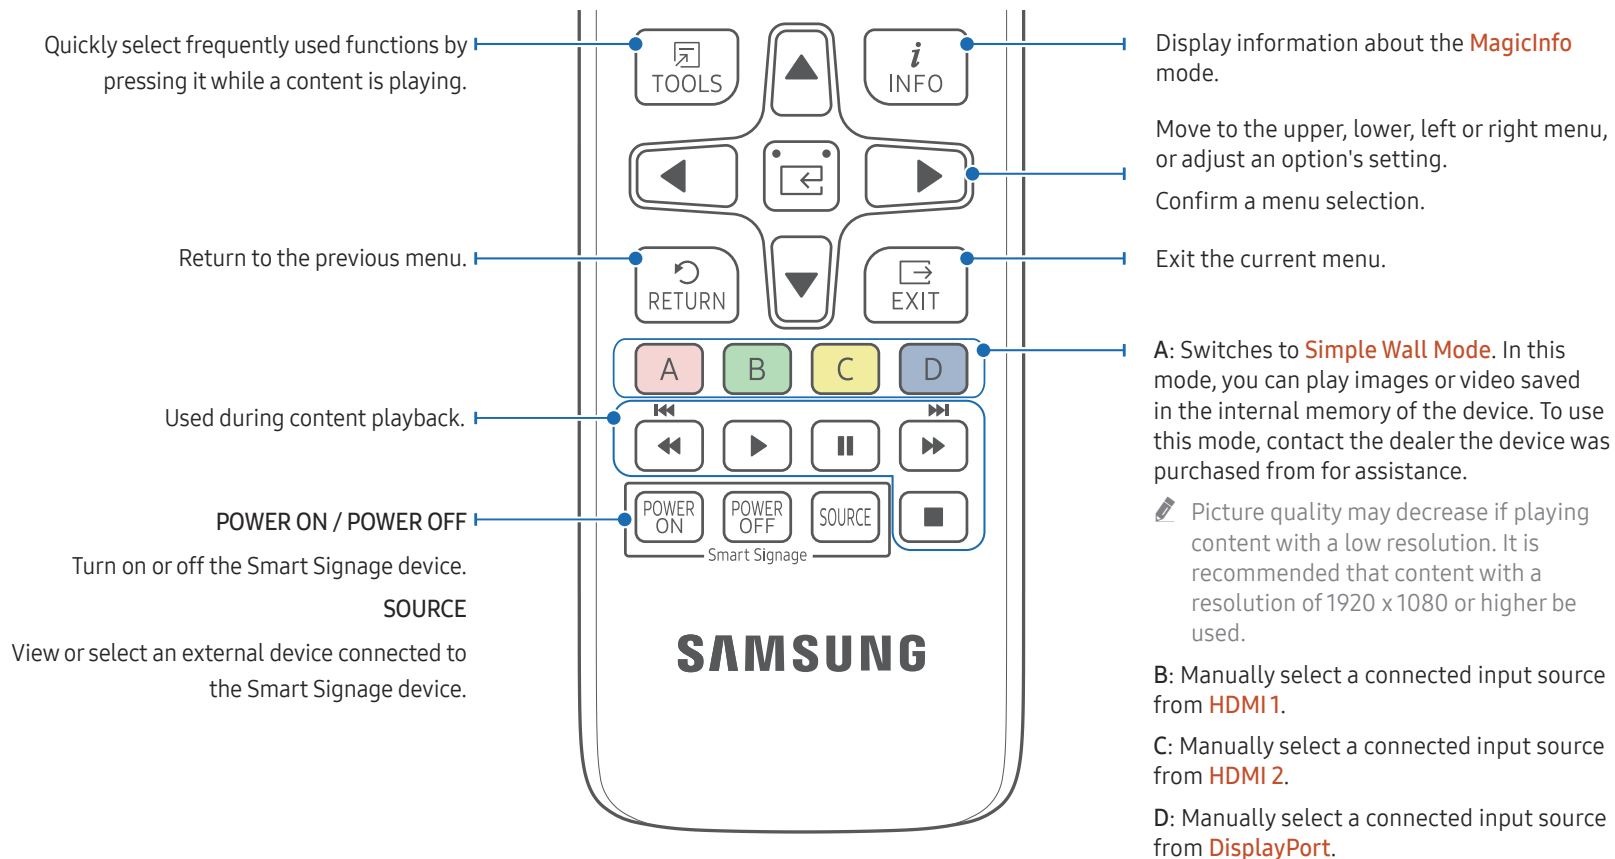 Quickly select frequently used functions by
pressing it while a content is playing.
Return to the previous menu.
Used during content playback.
POWER ON / POWER OFF
Turn on or off the Smart Signage device.
SOURCE
View or select an external device connected to
the Smart Signage device.
TOOLS
INFO
RETURN
EXIT
A B C D
POWER ON
POWER OFF
SOURCE
Smart Signage
SAMSUNG
Display information about the MagicInfo
mode.
Move to the upper, lower, left or right menu,
or adjust an option's setting.
Confirm a menu selection.
Exit the current menu.
A: Switches to Simple Wall Mode. In this
mode, you can play images or video saved
in the internal memory of the device. To use
this mode, contact the dealer the device was
purchased from for assistance.
Picture quality may decrease if playing
content with a low resolution. It is
recommended that content with a
resolution of 1920 x 1080 or higher be
used.
B: Manually select a connected input source
from HDMI 1.
C: Manually select a connected input source
from HDMI 2.
D: Manually select a connected input source
from DisplayPort.